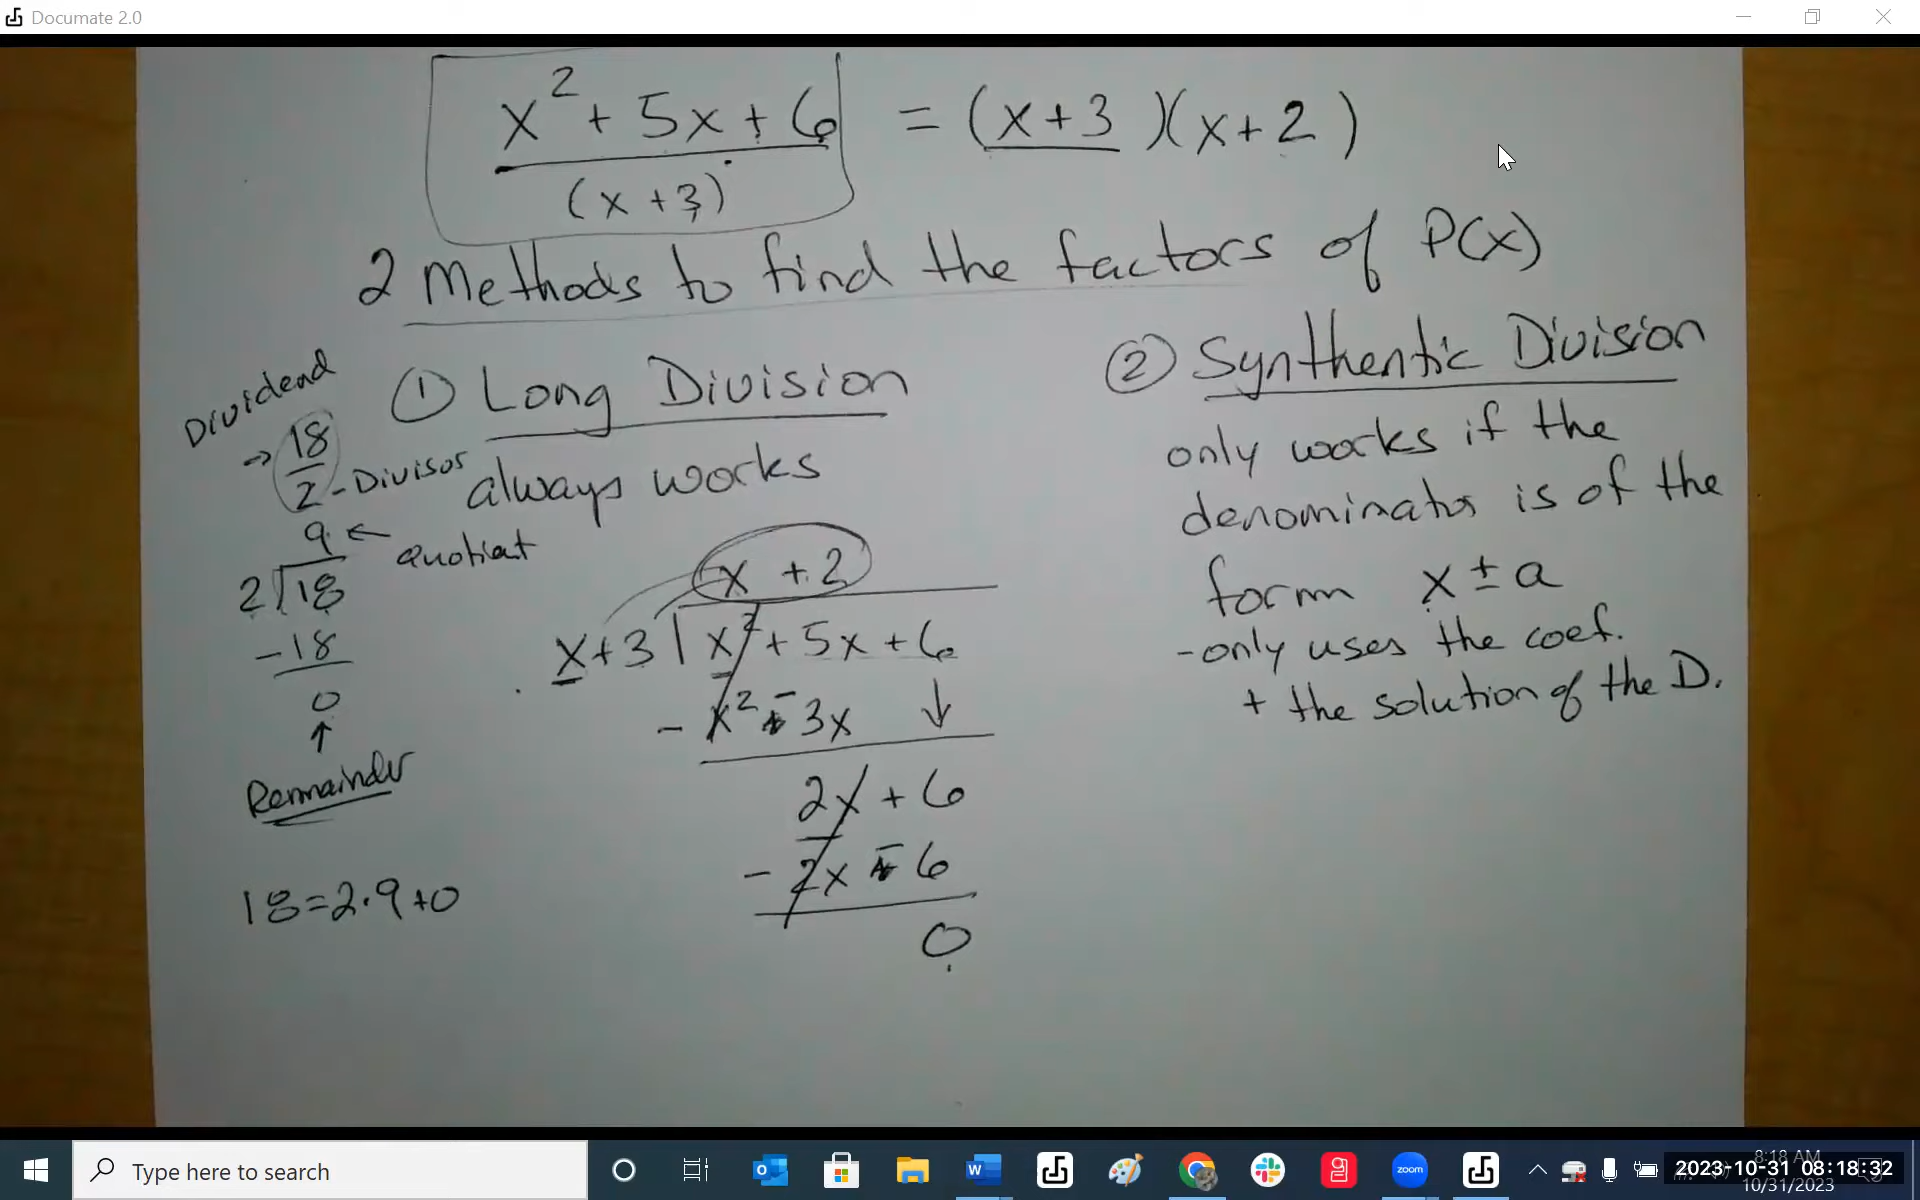 Documate 2.0
x² + 5x + 6 = (x+3)(x+2)
(x+3)
2 Methods to find the factors of P(x)
Dividend
→ 18
2 - Divisor
9 ← quotient
2 18
-18
0
↑
Remainder
18=2·9+0
① Long Division
always works
x + 2
x+3 x² + 5x + 6
- x² - 3x ↓
2x + 6
- 2x - 6
0
② Synthentic Division
only works if the
denominator is of the
form x ± a
-only uses the coef.
+ the solution of the D.
Type here to search
zoom
8:18 AM
2023-10-31 08:18:32
10/31/2023